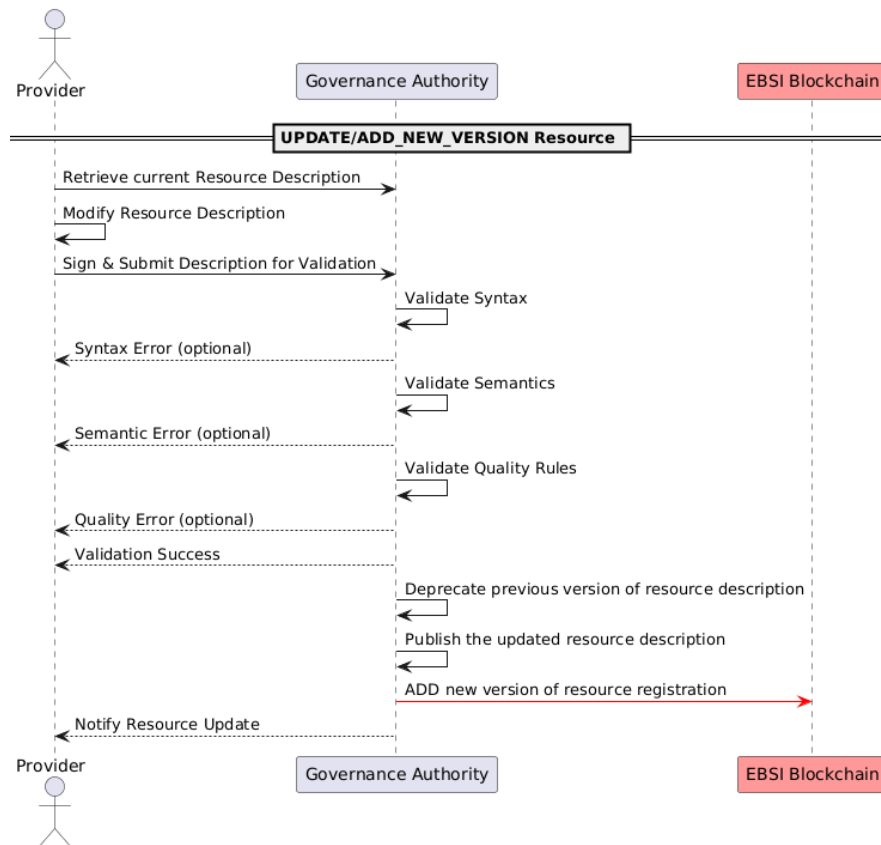 Provider
Governance Authority
EBSI Blockchain
UPDATE/ADD_NEW_VERSION Resource
Retrieve current Resource Description
Modify Resource Description
Sign & Submit Description for Validation
Validate Syntax
Syntax Error (optional)
Validate Semantics
Semantic Error (optional)
Validate Quality Rules
Quality Error (optional)
Validation Success
Deprecate previous version of resource description
Publish the updated resource description
ADD new version of resource registration
Notify Resource Update
Provider
Governance Authority
EBSI Blockchain